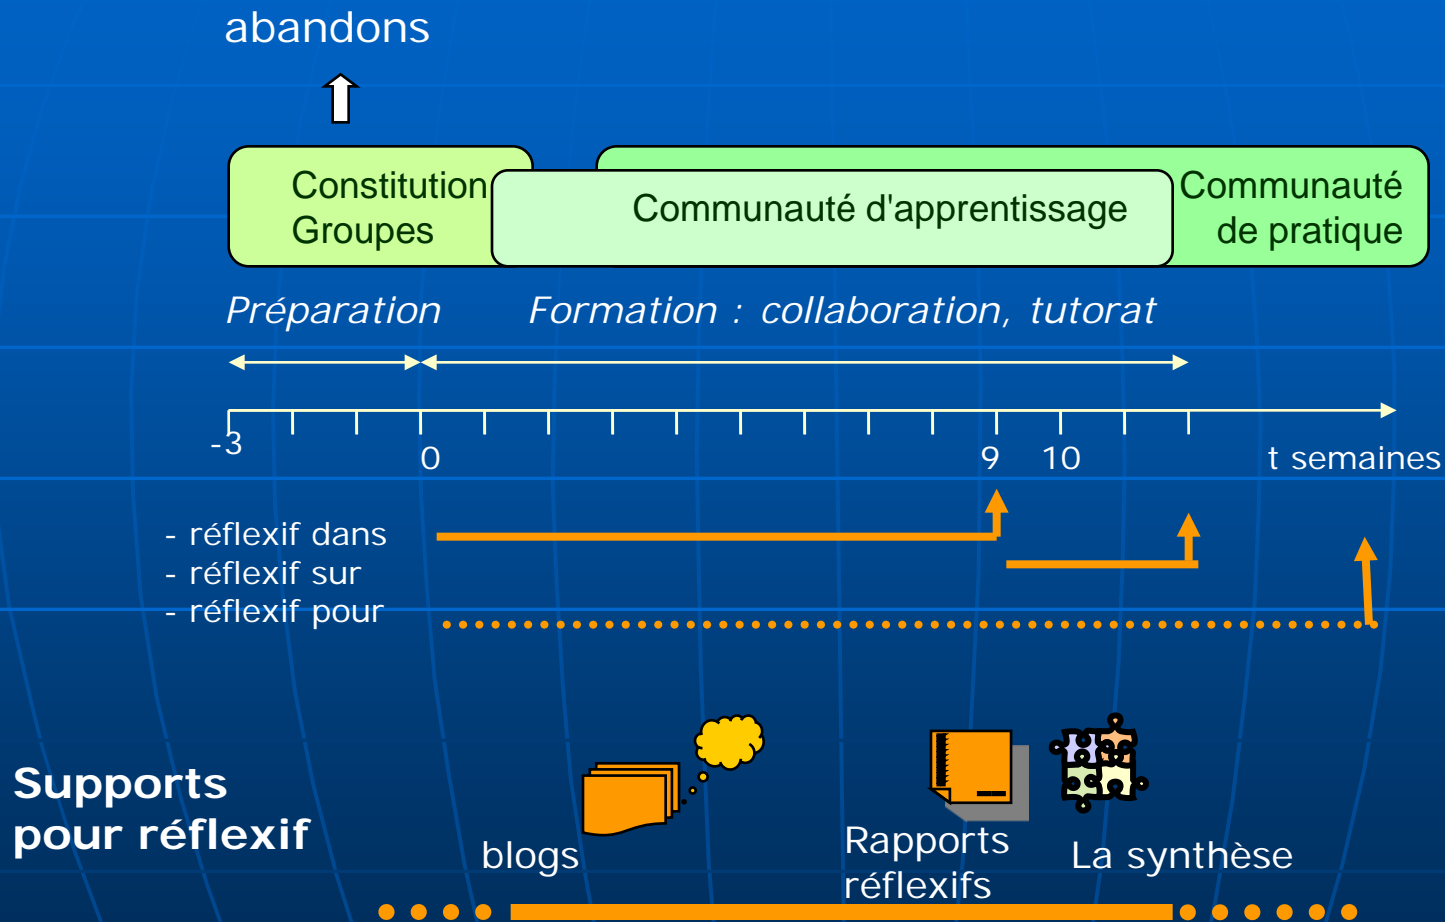 abandons
Constitution
Groupes
Communauté d'apprentissage
Communauté
de pratique
Préparation
Formation : collaboration, tutorat
-3
0
9
10
t semaines
- réflexif dans
- réflexif sur
- réflexif pour
Supports
pour réflexif
blogs
Rapports
réflexifs
La synthèse